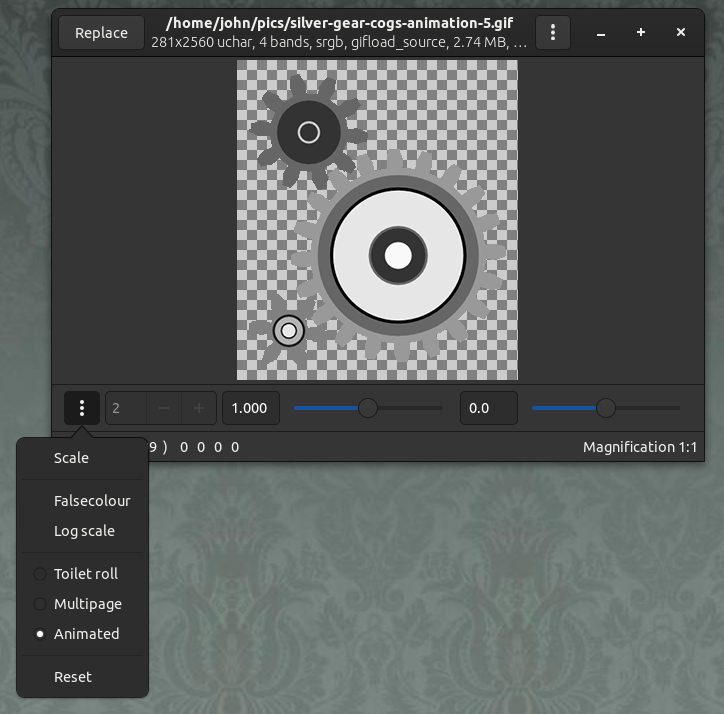 Replace
/home/john/pics/silver-gear-cogs-animation-5.gif
281x2560 uchar, 4 bands, srgb, gifload_source, 2.74 MB, …
2
1.000
0.0
9 ) 0 0 0 0
Magnification 1:1
Scale
Falsecolour
Log scale
Toilet roll
Multipage
Animated
Reset